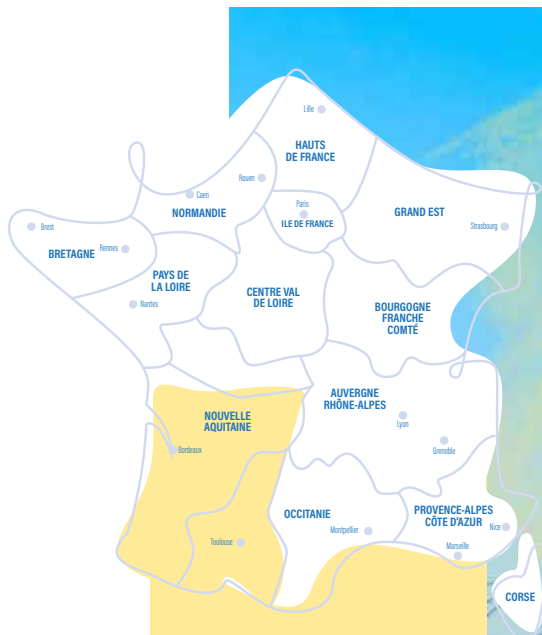 Lille
HAUTS
DE FRANCE
Rouen
Caen
Paris
NORMANDIE
ILE DE FRANCE
GRAND EST
Strasbourg
Brest
BRETAGNE
Rennes
PAYS DE
LA LOIRE
Nantes
CENTRE VAL
DE LOIRE
BOURGOGNE
FRANCHE
COMTÉ
AUVERGNE
RHÔNE-ALPES
Lyon
Grenoble
NOUVELLE
AQUITAINE
Bordeaux
OCCITANIE
Toulouse
Montpellier
PROVENCE-ALPES
CÔTE D'AZUR
Nice
Marseille
CORSE